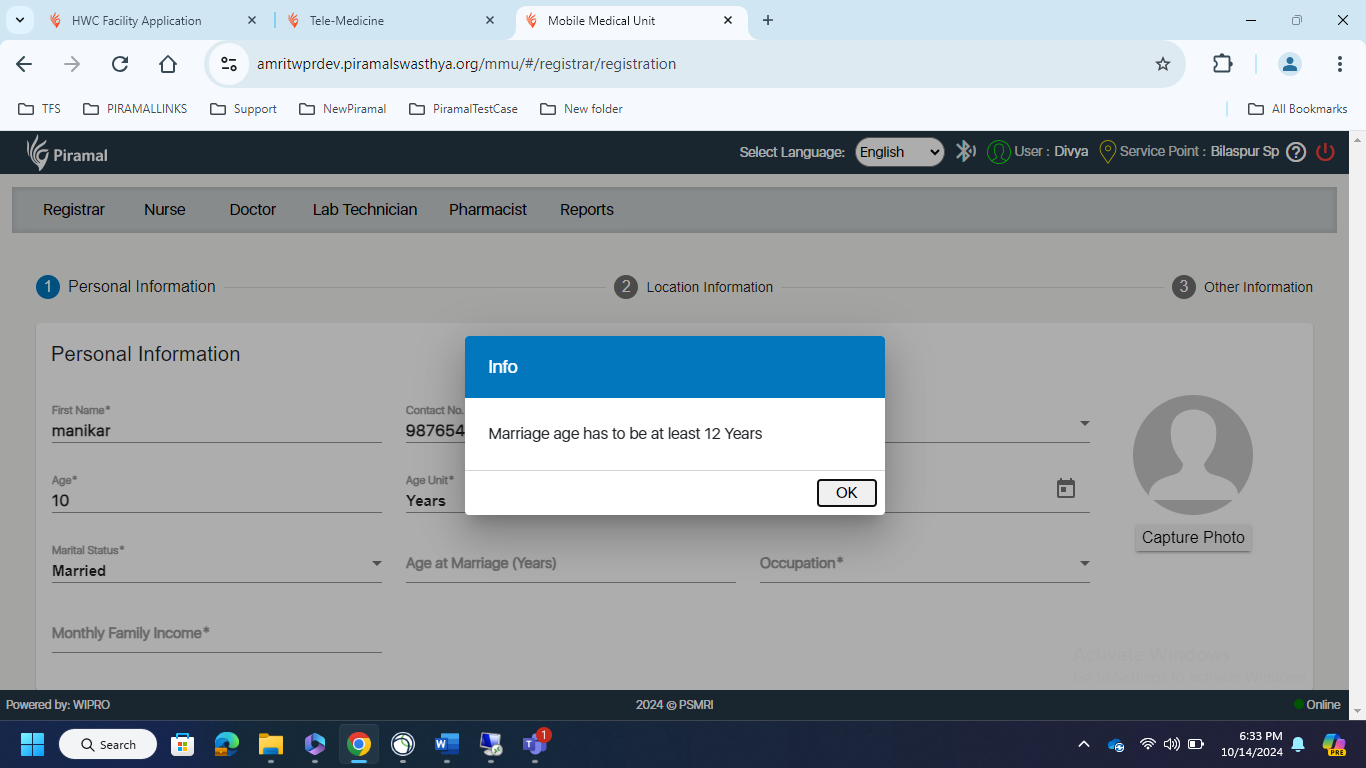 HWC Facility Application
Tele-Medicine
Mobile Medical Unit
amritwprdev.piramalswasthya.org/mmu/#/registrar/registration
TFS
PIRAMALLINKS
Support
NewPiramal
PiramalTestCase
New folder
All Bookmarks
Piramal
Select Language: English
User : Divya
Service Point : Bilaspur Sp
Registrar Nurse Doctor Lab Technician Pharmacist Reports
1 Personal Information
2 Location Information
3 Other Information
Personal Information
Info
Marriage age has to be at least 12 Years
OK
First Name*
manikar
Contact No.
987654
Age*
10
Age Unit*
Years
Capture Photo
Marital Status*
Married
Age at Marriage (Years)
Occupation*
Monthly Family Income*
Activate Windows
Powered by: WIPRO
2024 © PSMRI
Online
Search
1
6:33 PM
10/14/2024
PRE